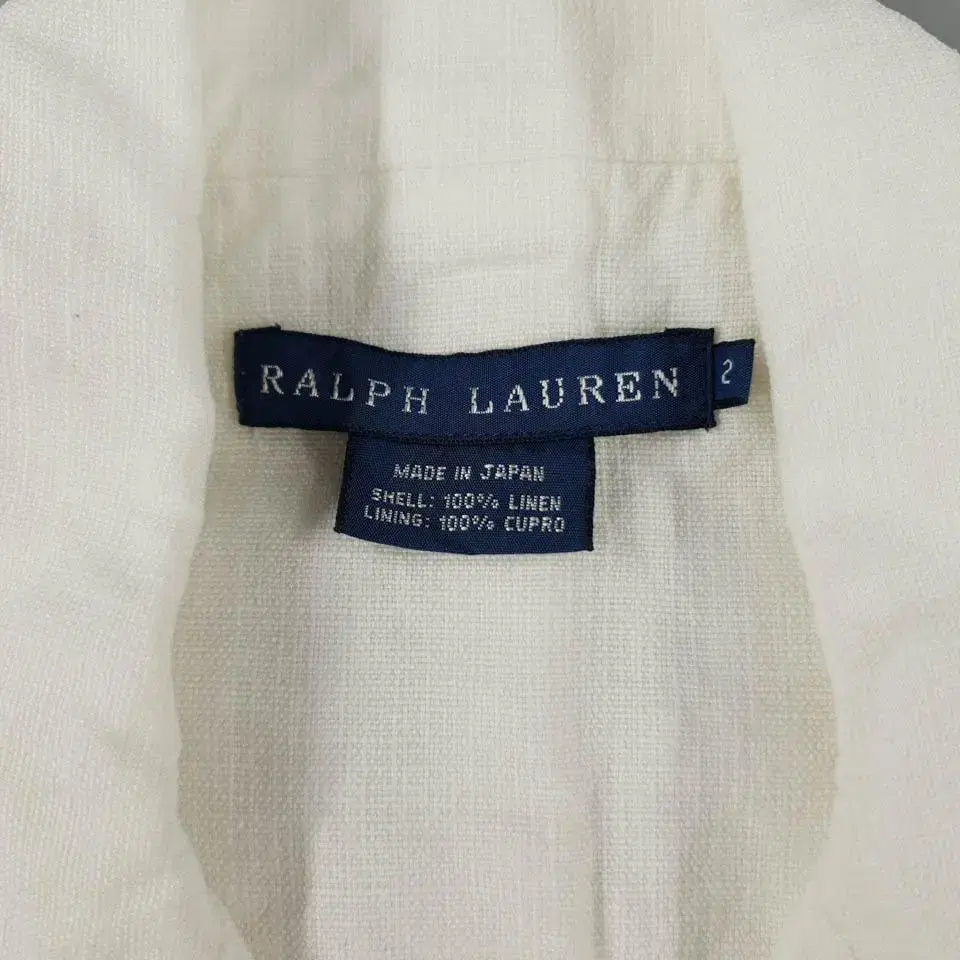 RALPH LAUREN
2
MADE IN JAPAN
SHELL: 100% LINEN
LINING: 100% CUPRO